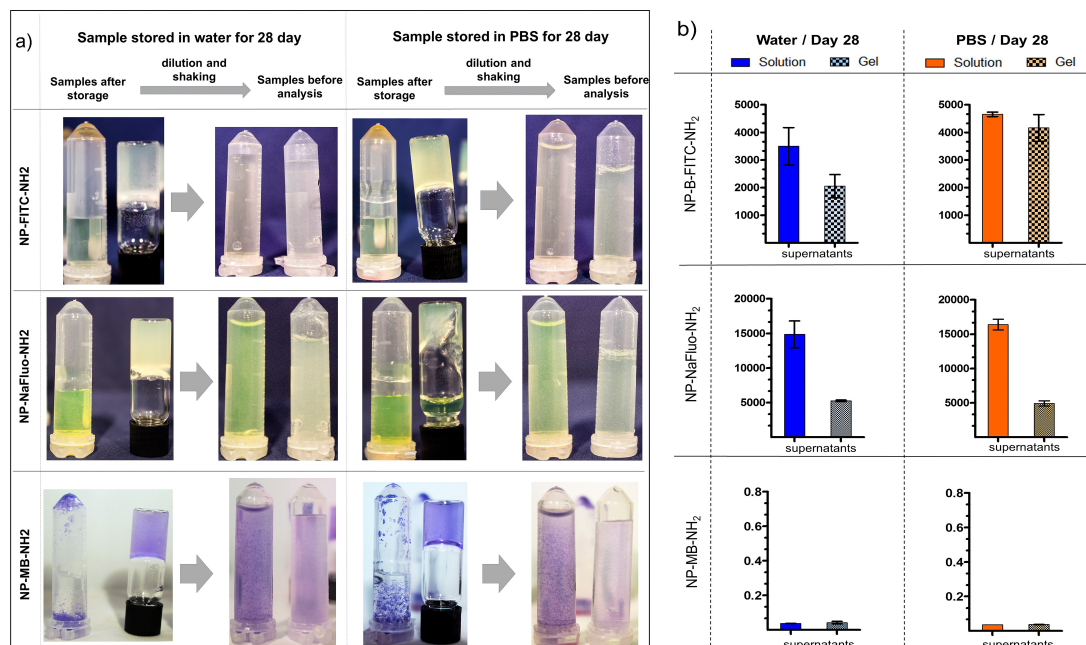 a)
Sample stored in water for 28 day
Sample stored in PBS for 28 day
Samples after
storage
dilution and
shaking
Samples before
analysis
Samples after
storage
dilution and
shaking
Samples before
analysis
NP-FITC-NH2
NP-NaFluo-NH2
NP-MB-NH2
b)
Water / Day 28
PBS / Day 28
Solution
Gel
Solution
Gel
NP-B-FITC-NH2
5000
4000
3000
2000
1000
supernatants
5000
4000
3000
2000
1000
supernatants
NP-NaFluo-NH2
20000
15000
10000
5000
supernatants
20000
15000
10000
5000
supernatants
NP-MB-NH2
0.8
0.6
0.4
0.2
supernatants
0.8
0.6
0.4
0.2
supernatants